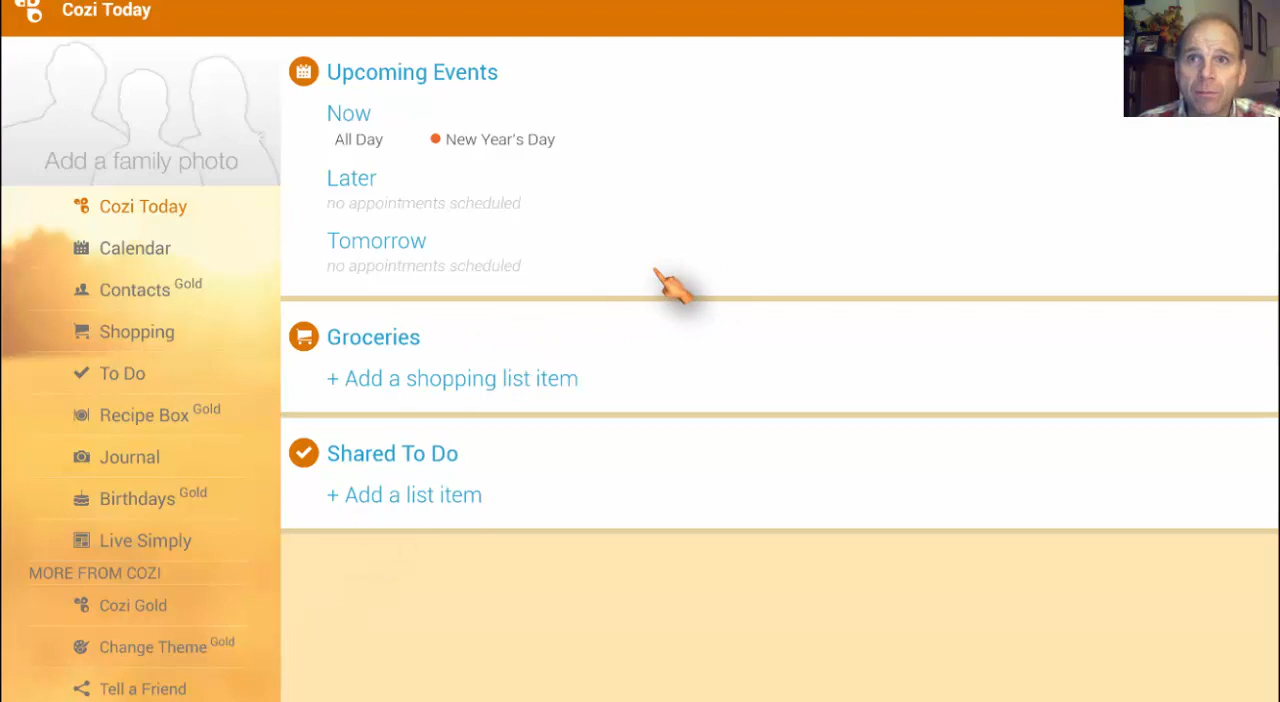 Cozi Today
Add a family photo
Cozi Today
Calendar
Contacts Gold
Shopping
To Do
Recipe Box Gold
Journal
Birthdays Gold
Live Simply
MORE FROM COZI
Cozi Gold
Change Theme Gold
Tell a Friend
Upcoming Events
Now
All Day New Year's Day
Later
no appointments scheduled
Tomorrow
no appointments scheduled
Groceries
+ Add a shopping list item
Shared To Do
+ Add a list item